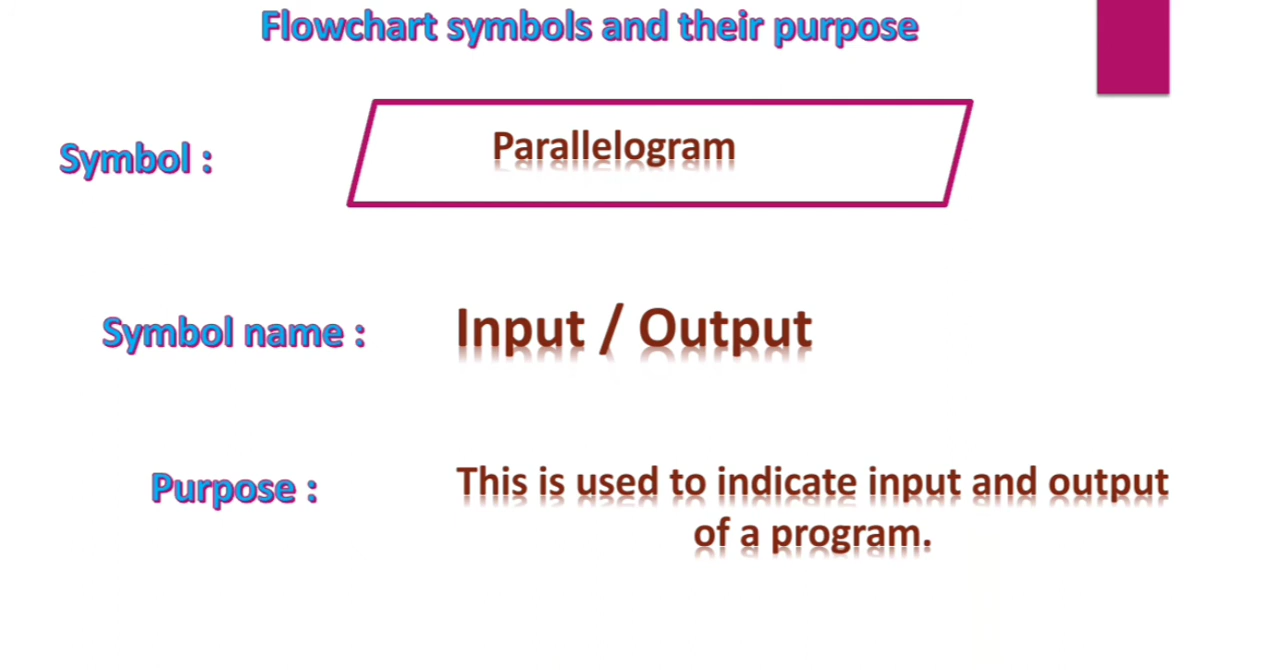 Flowchart symbols and their purpose
Symbol :
Parallelogram
Symbol name :
Input / Output
Purpose :
This is used to indicate input and output
of a program.